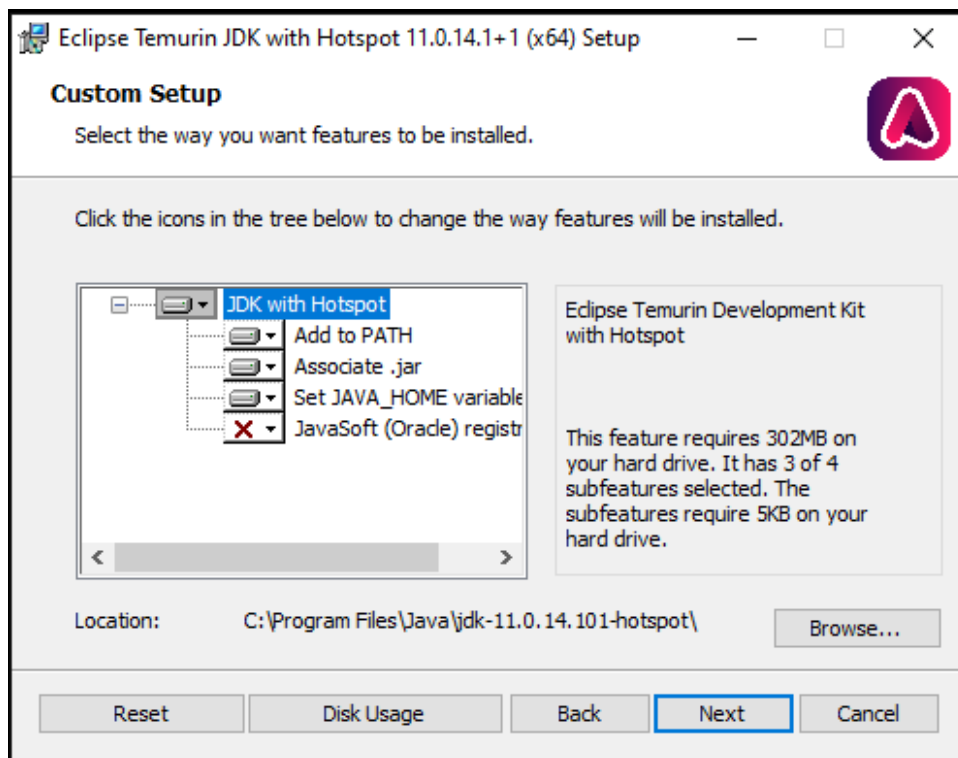 Eclipse Temurin JDK with Hotspot 11.0.14.1+1 (x64) Setup
Custom Setup
Select the way you want features to be installed.
Click the icons in the tree below to change the way features will be installed.
JDK with Hotspot
Add to PATH
Associate .jar
Set JAVA_HOME variable
JavaSoft (Oracle) registr
Eclipse Temurin Development Kit
with Hotspot
This feature requires 302MB on
your hard drive. It has 3 of 4
subfeatures selected. The
subfeatures require 5KB on your
hard drive.
Location: C:\Program Files\Java\jdk-11.0.14.101-hotspot\
Browse...
Reset Disk Usage Back Next Cancel